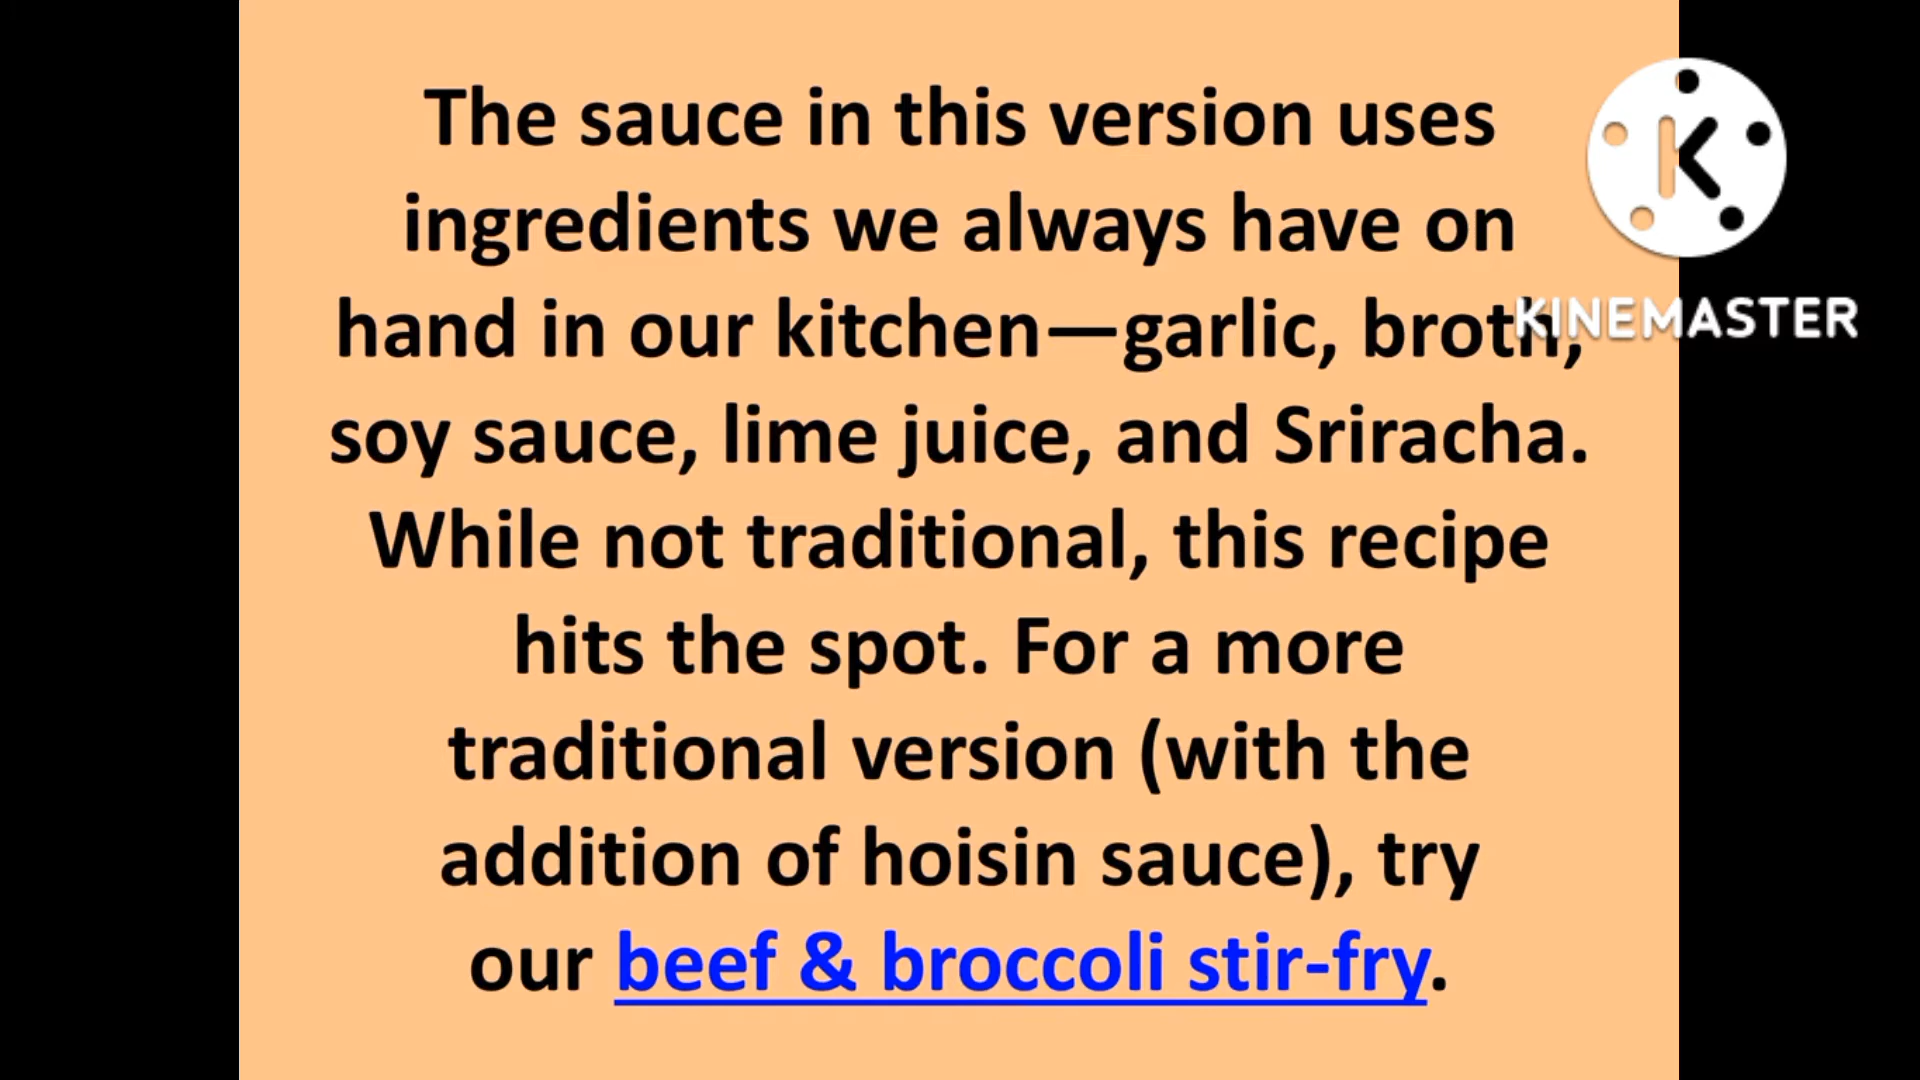 The sauce in this version uses
ingredients we always have on
hand in our kitchen—garlic, broth,
soy sauce, lime juice, and Sriracha.
While not traditional, this recipe
hits the spot. For a more
traditional version (with the
addition of hoisin sauce), try
our beef & broccoli stir-fry.
K
KINEMASTER